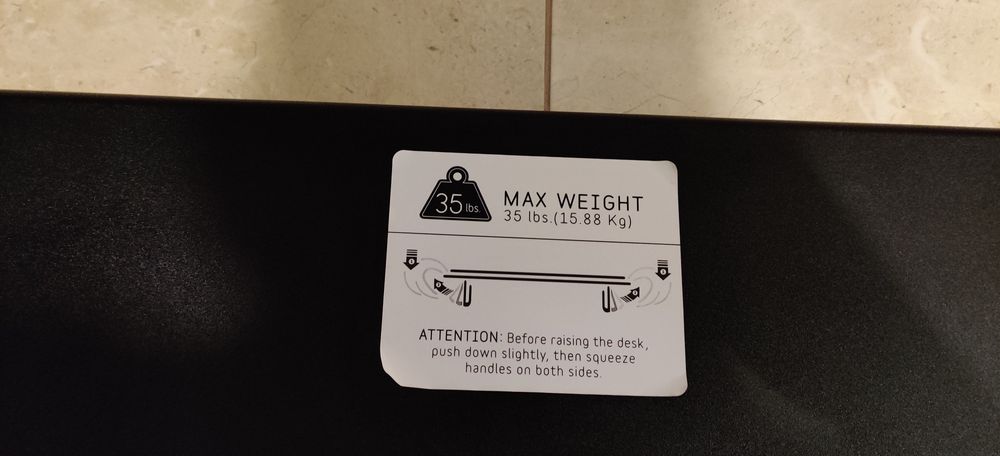 35 lbs.
MAX WEIGHT
35 lbs.(15.88 Kg)
ATTENTION: Before raising the desk,
push down slightly, then squeeze
handles on both sides.